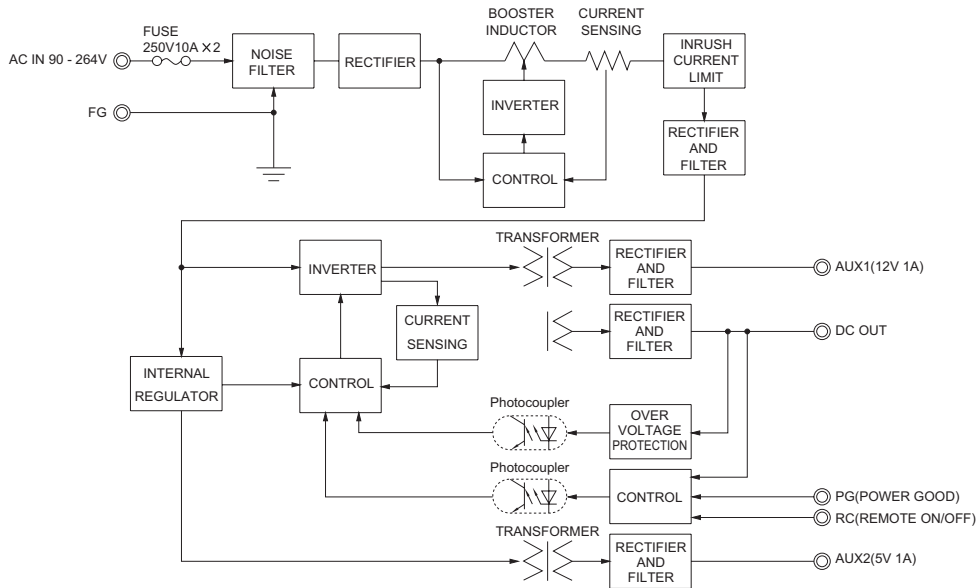 AC IN 90 - 264V
FUSE
250V10A ×2
NOISE
FILTER
RECTIFIER
BOOSTER
INDUCTOR
CURRENT
SENSING
INRUSH
CURRENT
LIMIT
FG
INVERTER
RECTIFIER
AND
FILTER
CONTROL
TRANSFORMER
INVERTER
RECTIFIER
AND
FILTER
AUX1(12V 1A)
CURRENT
SENSING
RECTIFIER
AND
FILTER
DC OUT
INTERNAL
REGULATOR
CONTROL
Photocoupler
OVER
VOLTAGE
PROTECTION
Photocoupler
CONTROL
PG(POWER GOOD)
RC(REMOTE ON/OFF)
TRANSFORMER
RECTIFIER
AND
FILTER
AUX2(5V 1A)